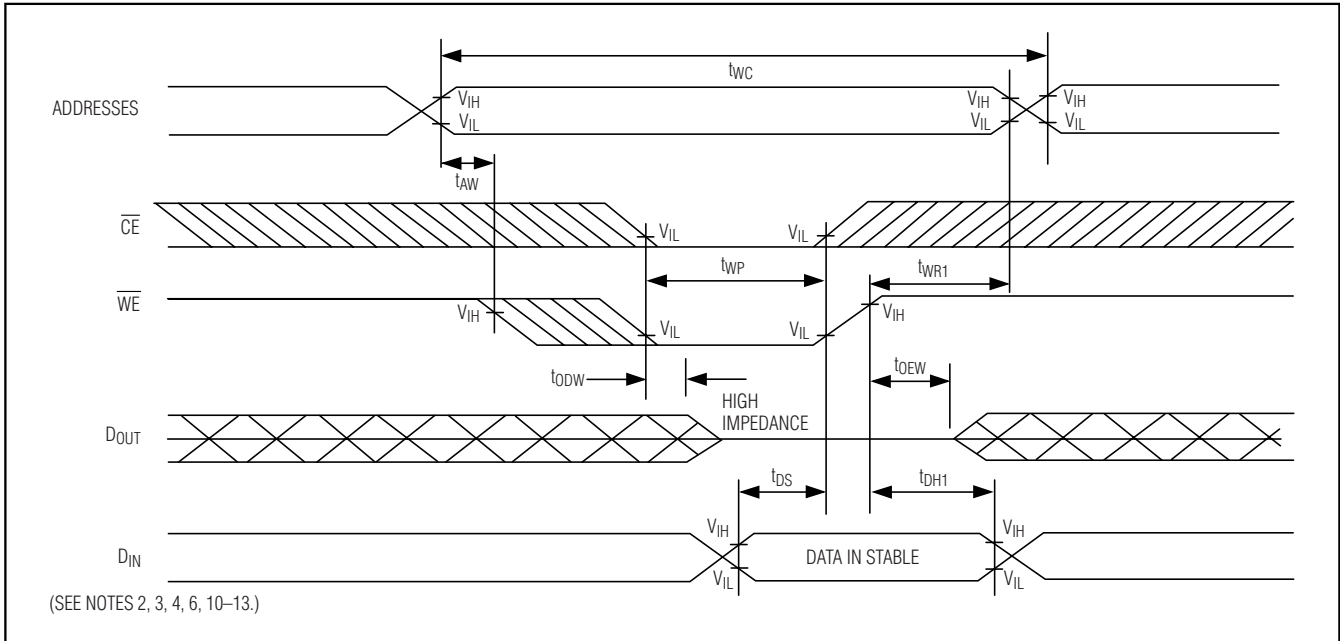 tWC
ADDRESSES
VIH
VIL
VIH
VIL
VIH
VIL
tAW
CE
VIL
VIL
tWP
tWR1
WE
VIH
VIL
VIL
VIH
tODW
HIGH
IMPEDANCE
tOEW
DOUT
tDS
tDH1
VIH
VIH
DIN
DATA IN STABLE
VIL
VIL
(SEE NOTES 2, 3, 4, 6, 10–13.)